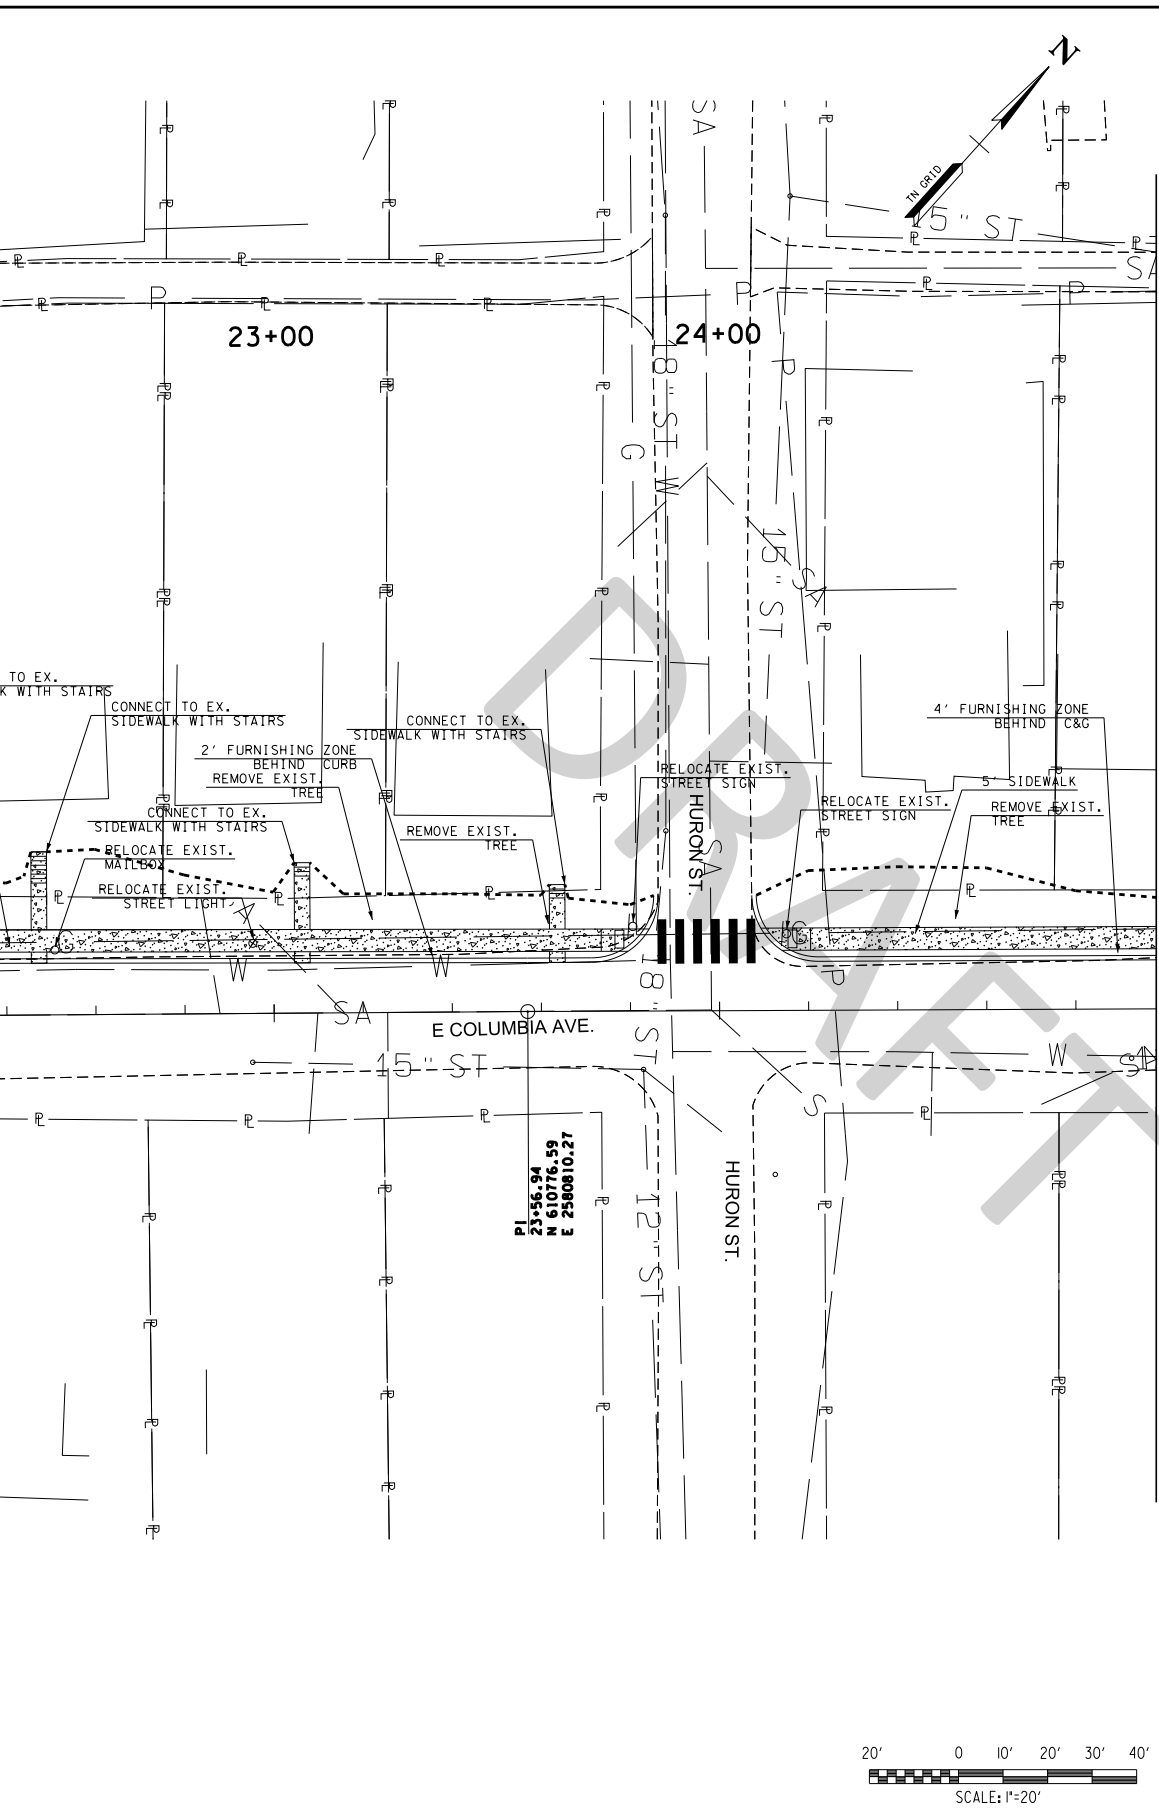 N
TN GRID
SA
15" ST
SA
P
P
P
23+00
24+00
18" ST
P
G
W
15" ST
SA
TO EX.
K WITH STAIRS
CONNECT TO EX.
SIDEWALK WITH STAIRS
CONNECT TO EX.
SIDEWALK WITH STAIRS
4' FURNISHING ZONE
BEHIND C&G
2' FURNISHING ZONE
BEHIND CURB
REMOVE EXIST.
TREE
RELOCATE EXIST.
STREET SIGN
5' SIDEWALK
CONNECT TO EX.
SIDEWALK WITH STAIRS
REMOVE EXIST.
TREE
RELOCATE EXIST.
STREET SIGN
REMOVE EXIST.
TREE
RELOCATE EXIST.
MAILBOX
RELOCATE EXIST.
STREET LIGHT
HURON ST.
SA
DRAFT
W
W
18" ST
P
SA
E COLUMBIA AVE.
15" ST
W
SA
S
PI
23+56.94
N 610776.59
E 2580810.27
12" ST
HURON ST.
20' 0 10' 20' 30' 40'
SCALE: 1"=20'